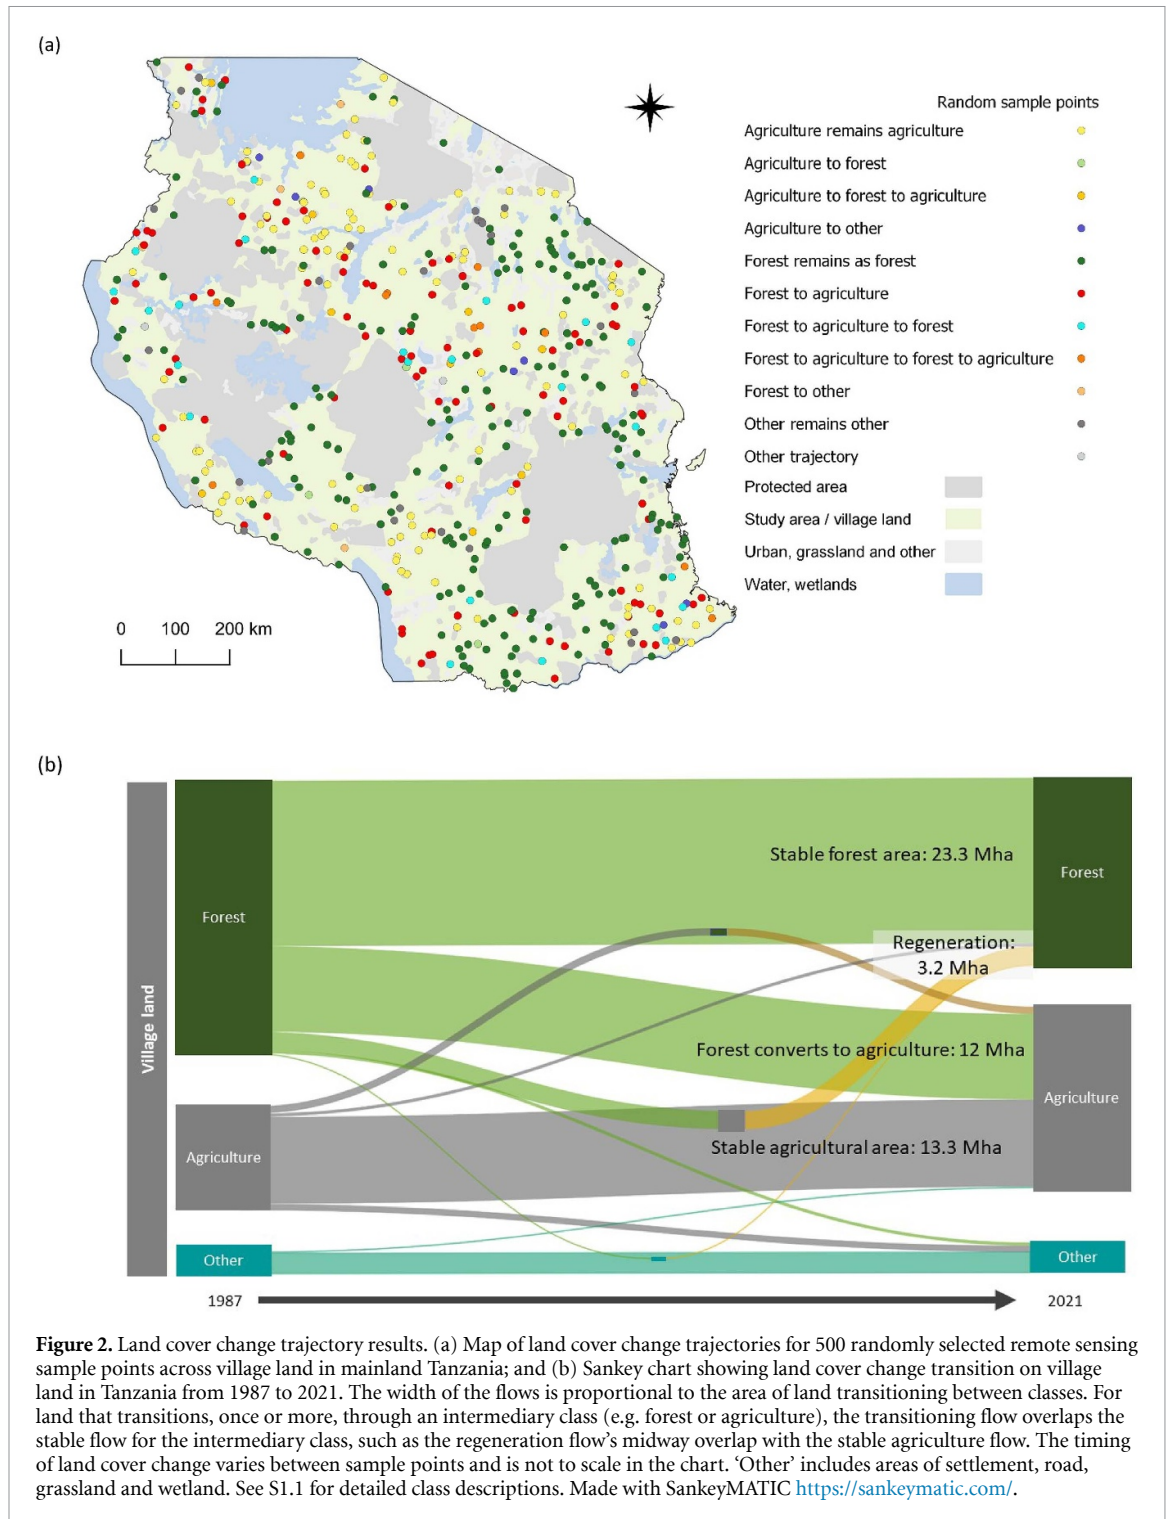 (a)
Random sample points
Agriculture remains agriculture
Agriculture to forest
Agriculture to forest to agriculture
Agriculture to other
Forest remains as forest
Forest to agriculture
Forest to agriculture to forest
Forest to agriculture to forest to agriculture
Forest to other
Other remains other
Other trajectory
Protected area
Study area / village land
Urban, grassland and other
Water, wetlands
0 100 200 km
(b)
Village land
Forest
Agriculture
Other
Stable forest area: 23.3 Mha
Regeneration:
3.2 Mha
Forest converts to agriculture: 12 Mha
Stable agricultural area: 13.3 Mha
Forest
Agriculture
Other
1987
2021
Figure 2. Land cover change trajectory results. (a) Map of land cover change trajectories for 500 randomly selected remote sensing
sample points across village land in mainland Tanzania; and (b) Sankey chart showing land cover change transition on village
land in Tanzania from 1987 to 2021. The width of the flows is proportional to the area of land transitioning between classes. For
land that transitions, once or more, through an intermediary class (e.g. forest or agriculture), the transitioning flow overlaps the
stable flow for the intermediary class, such as the regeneration flow's midway overlap with the stable agriculture flow. The timing
of land cover change varies between sample points and is not to scale in the chart. 'Other' includes areas of settlement, road,
grassland and wetland. See S1.1 for detailed class descriptions. Made with SankeyMATIC https://sankeymatic.com/.